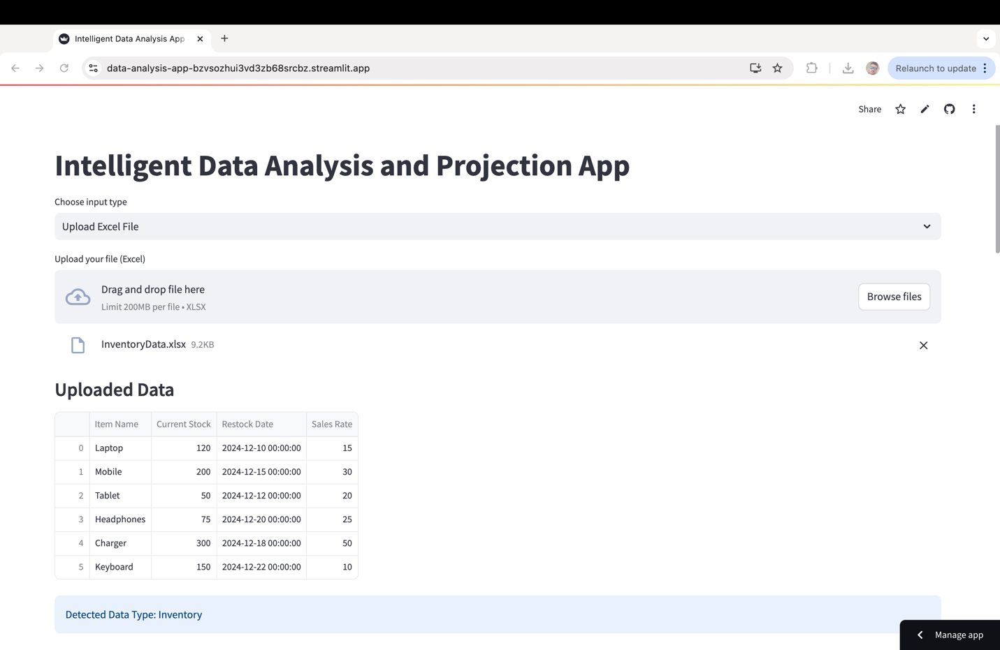 Intelligent Data Analysis App
data-analysis-app-bzvsozhui3vd3zb68srcbz.streamlit.app
Relaunch to update
Share
Intelligent Data Analysis and Projection App
Choose input type
Upload Excel File
Upload your file (Excel)
Drag and drop file here
Limit 200MB per file • XLSX
Browse files
InventoryData.xlsx 9.2KB
Uploaded Data
Item Name Current Stock Restock Date Sales Rate
0 Laptop 120 2024-12-10 00:00:00 15
1 Mobile 200 2024-12-15 00:00:00 30
2 Tablet 50 2024-12-12 00:00:00 20
3 Headphones 75 2024-12-20 00:00:00 25
4 Charger 300 2024-12-18 00:00:00 50
5 Keyboard 150 2024-12-22 00:00:00 10
Detected Data Type: Inventory
Manage app